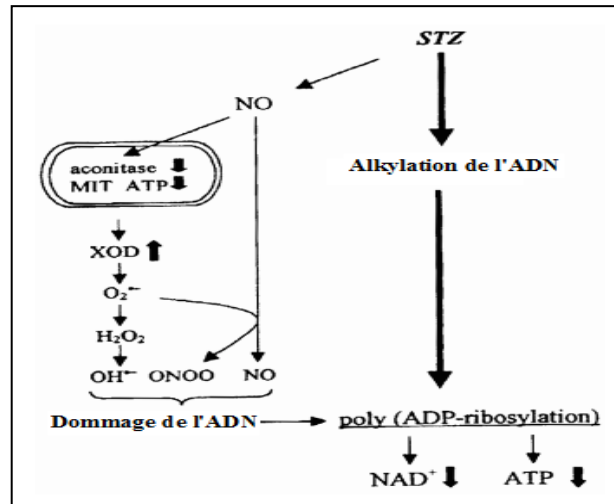 STZ
NO
aconitase
MIT ATP
Alkylation de l'ADN
XOD
O₂•⁻
H₂O₂
OH•⁻ ONOO NO
Dommage de l'ADN
poly (ADP-ribosylation)
NAD⁺ ATP